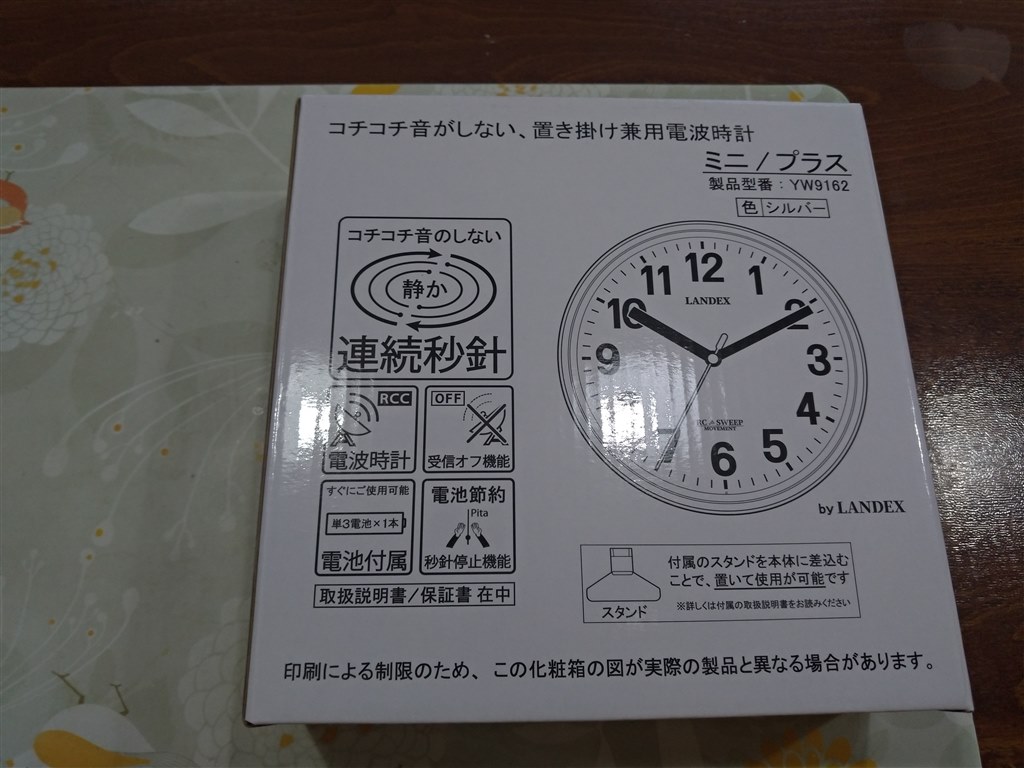 コチコチ音がしない、置き掛け兼用電波時計
ミニ/プラス
製品型番：YW9162
色 シルバー
コチコチ音のしない
静か
連続秒針
RCC
電波時計
OFF
受信オフ機能
すぐにご使用可能
単3電池×1本
電池付属
電池節約
Pita
秒針停止機能
取扱説明書/保証書 在中
12
1
2
3
4
5
6
7
9
10
11
LANDEX
SWEEP
MOVEMENT
by LANDEX
スタンド
付属のスタンドを本体に差込む
ことで、置いて使用が可能です
※詳しくは付属の取扱説明書をお読みください
印刷による制限のため、この化粧箱の図が実際の製品と異なる場合があります。